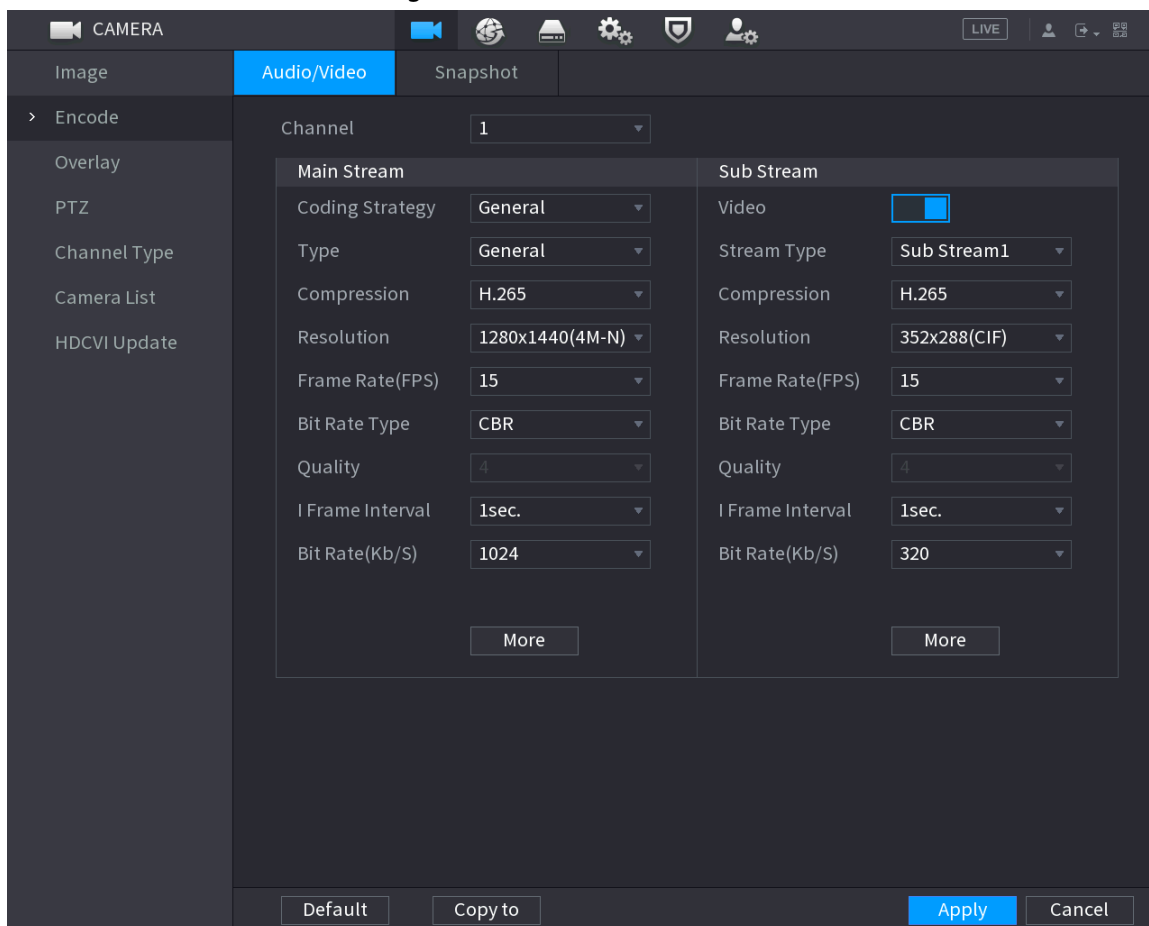 CAMERA
LIVE
Image
Encode
Overlay
PTZ
Channel Type
Camera List
HDCVI Update
Audio/Video Snapshot
Channel 1
Main Stream
Coding Strategy General
Type General
Compression H.265
Resolution 1280x1440(4M-N)
Frame Rate(FPS) 15
Bit Rate Type CBR
Quality 4
I Frame Interval 1sec.
Bit Rate(Kb/S) 1024
More
Sub Stream
Video
Stream Type Sub Stream1
Compression H.265
Resolution 352x288(CIF)
Frame Rate(FPS) 15
Bit Rate Type CBR
Quality 4
I Frame Interval 1sec.
Bit Rate(Kb/S) 320
More
Default Copy to Apply Cancel